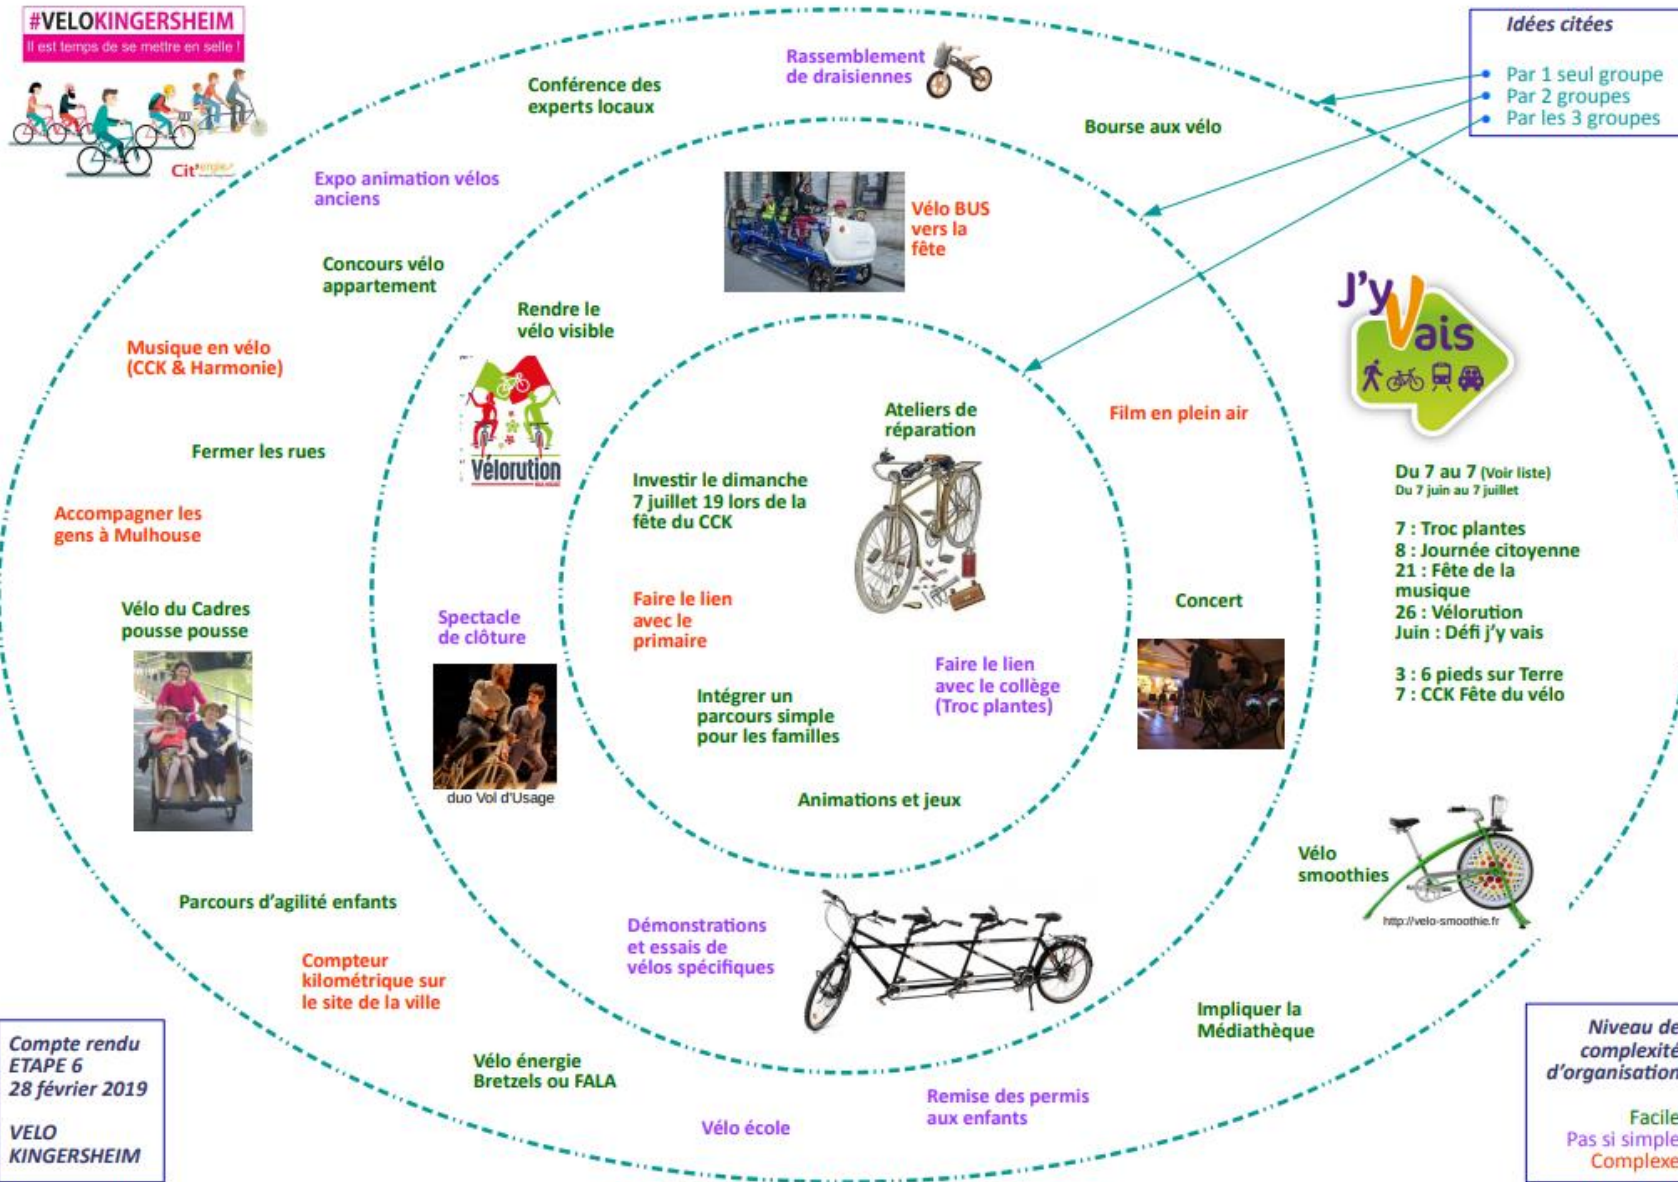 #VELOKINGERSHEIM
Il est temps de se mettre en selle !
Cit'ergie
Idées citées
Par 1 seul groupe
Par 2 groupes
Par les 3 groupes
Rassemblement
de draisiennes
Conférence des
experts locaux
Bourse aux vélo
Expo animation vélos
anciens
Vélo BUS
vers la
fête
Concours vélo
appartement
Rendre le
vélo visible
Musique en vélo
(CCK & Harmonie)
Vélorution
J'y
Vais
Ateliers de
réparation
Film en plein air
Fermer les rues
Investir le dimanche
7 juillet 19 lors de la
fête du CCK
Accompagner les
gens à Mulhouse
Du 7 au 7 (Voir liste)
Du 7 juin au 7 juillet
7 : Troc plantes
8 : Journée citoyenne
21 : Fête de la
musique
26 : Vélorution
Juin : Défi j'y vais
3 : 6 pieds sur Terre
7 : CCK Fête du vélo
Vélo du Cadres
pousse pousse
Spectacle
de clôture
duo Vol d'Usage
Faire le lien
avec le
primaire
Concert
Faire le lien
avec le collège
(Troc plantes)
Intégrer un
parcours simple
pour les familles
Animations et jeux
Vélo
smoothies
http://velo-smoothie.fr
Parcours d'agilité enfants
Démonstrations
et essais de
vélos spécifiques
Compteur
kilométrique sur
le site de la ville
Impliquer la
Médiathèque
Vélo énergie
Bretzels ou FALA
Remise des permis
aux enfants
Vélo école
Compte rendu
ETAPE 6
28 février 2019
VELO
KINGERSHEIM
Niveau de
complexité
d'organisation
Facile
Pas si simple
Complexe